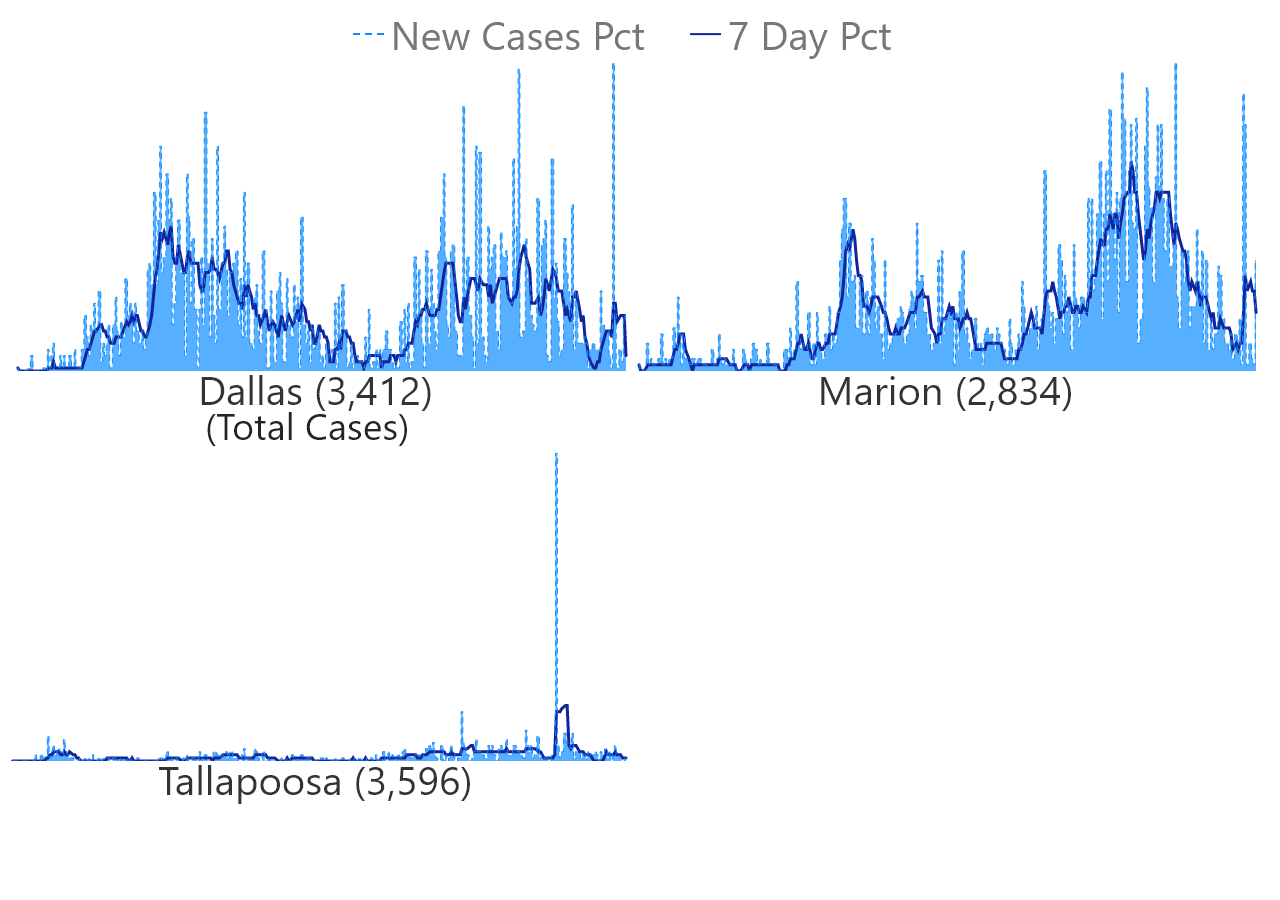 New Cases Pct 7 Day Pct
Dallas (3,412)
(Total Cases)
Marion (2,834)
Tallapoosa (3,596)